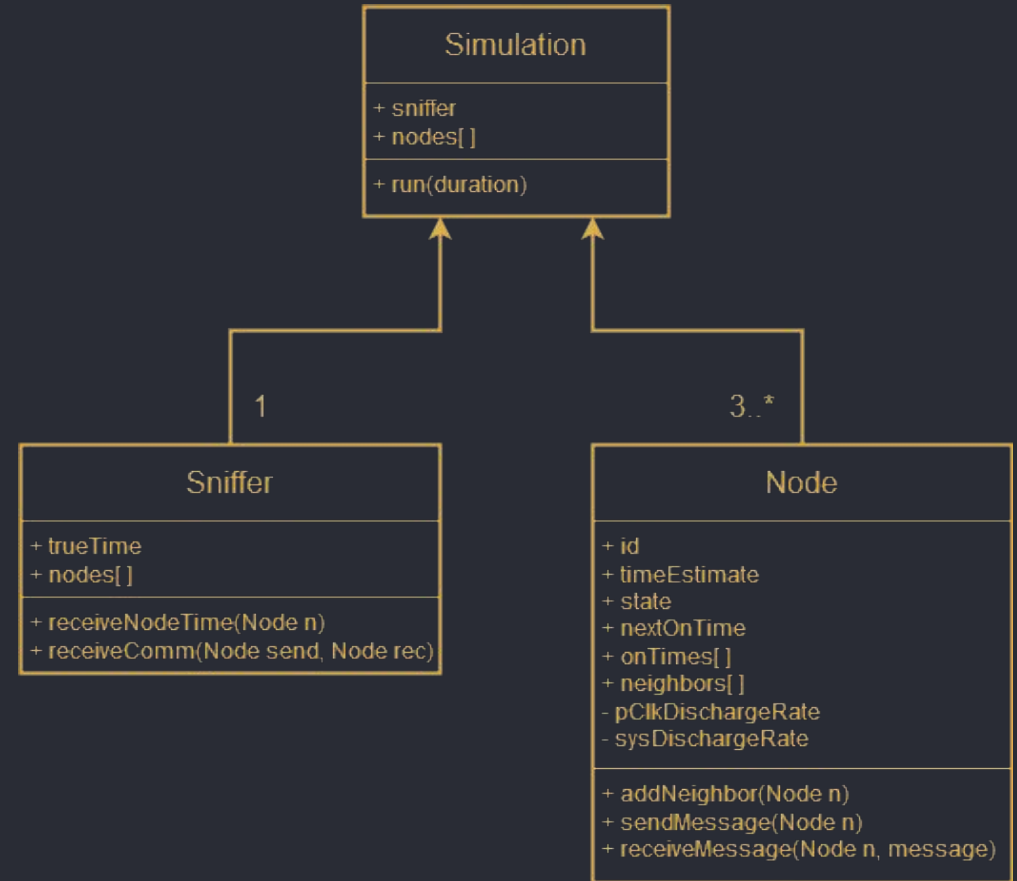 Simulation
+ sniffer
+ nodes[ ]
+ run(duration)
1
3..*
Sniffer
+ trueTime
+ nodes[ ]
+ receiveNodeTime(Node n)
+ receiveComm(Node send, Node rec)
Node
+ id
+ timeEstimate
+ state
+ nextOnTime
+ onTimes[ ]
+ neighbors[ ]
- pClkDischargeRate
- sysDischargeRate
+ addNeighbor(Node n)
+ sendMessage(Node n)
+ receiveMessage(Node n, message)